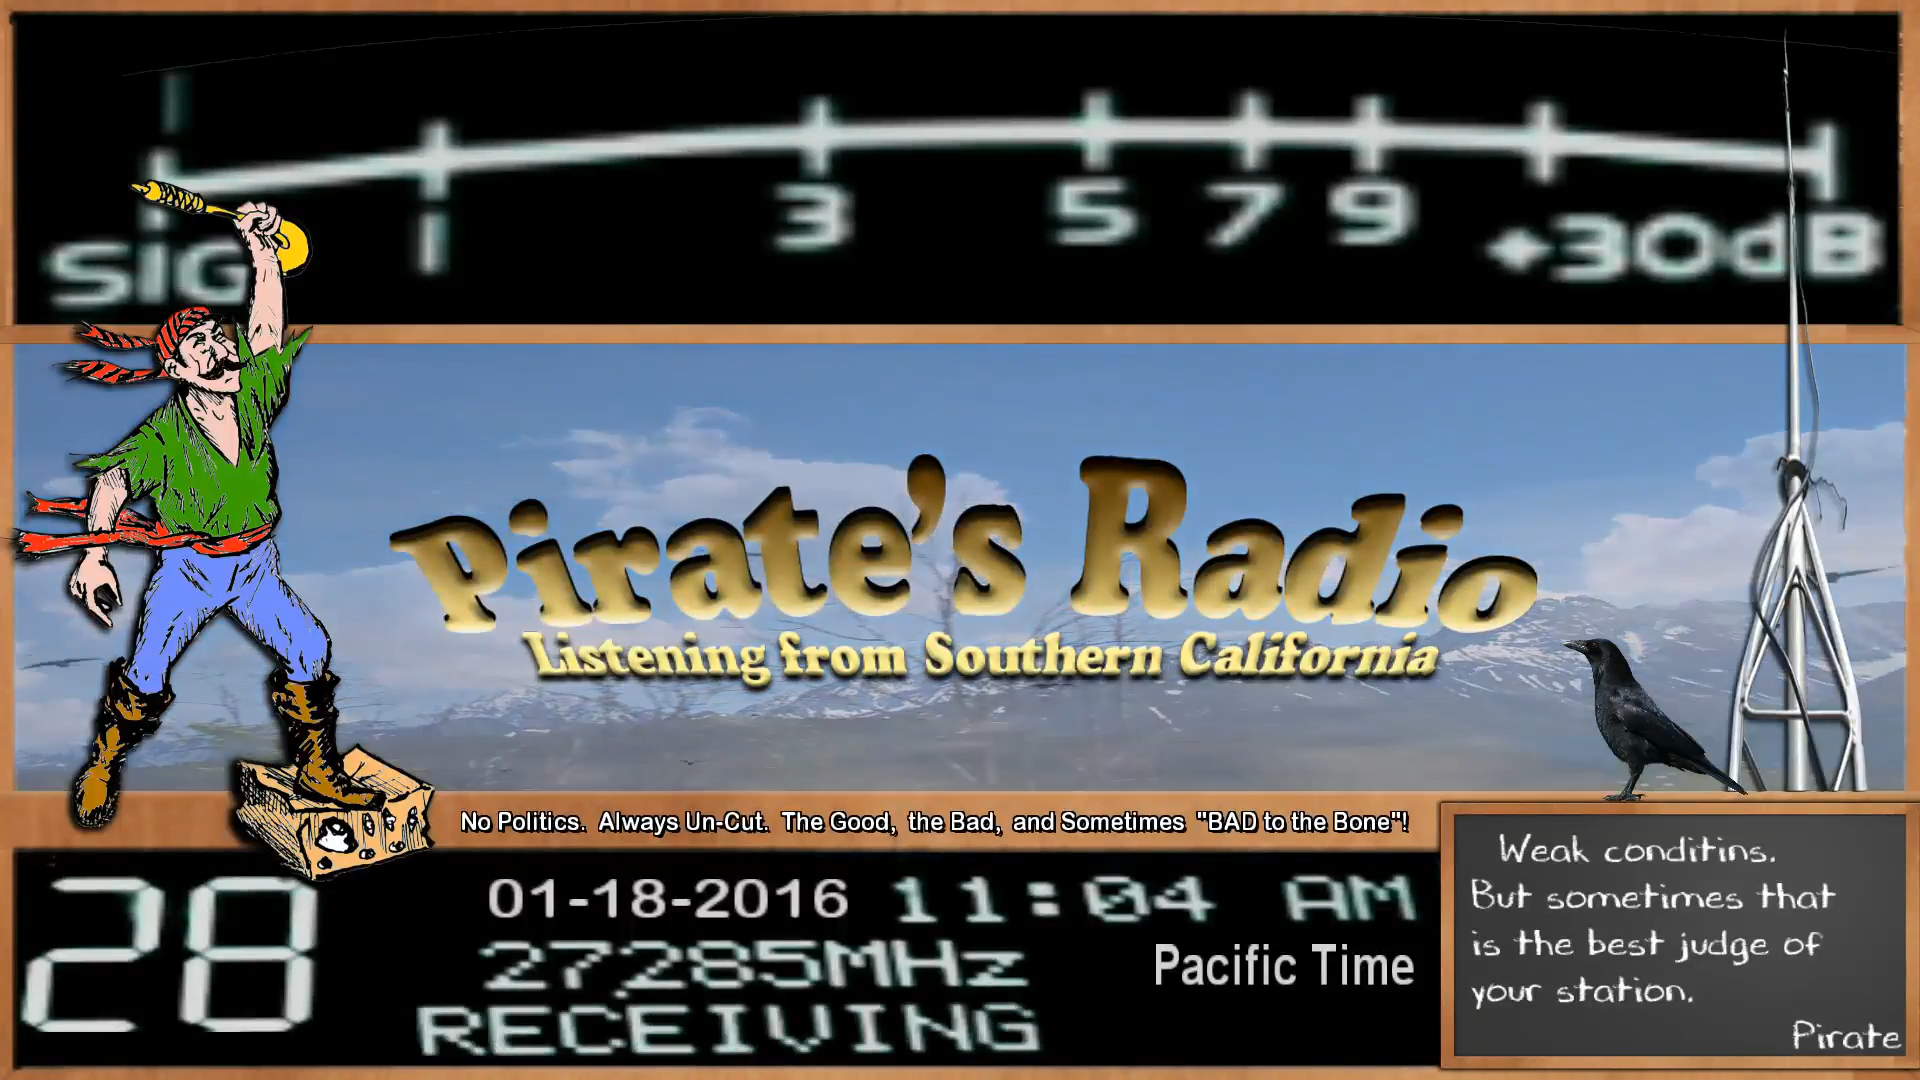 SIG 1 3 5 7 9 +30dB
Pirate's Radio
Listening from Southern California
No Politics. Always Un-Cut. The Good, the Bad, and Sometimes "BAD to the Bone"!
28
01-18-2016 11:04 AM
27.285MHz
Pacific Time
RECEIVING
Weak conditins.
But sometimes that
is the best judge of
your station.
Pirate